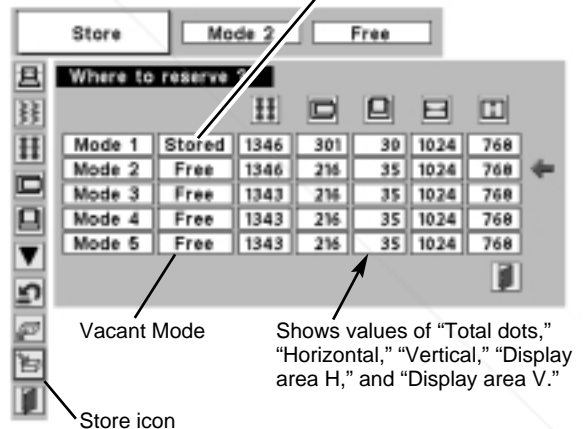 Store Mode 2 Free
Where to reserve ?
Mode 1 Stored 1346 301 30 1024 768
Mode 2 Free 1346 216 35 1024 768
Mode 3 Free 1343 216 35 1024 768
Mode 4 Free 1343 216 35 1024 768
Mode 5 Free 1343 216 35 1024 768
Vacant Mode
Shows values of “Total dots,”
“Horizontal,” “Vertical,” “Display
area H,” and “Display area V.”
Store icon